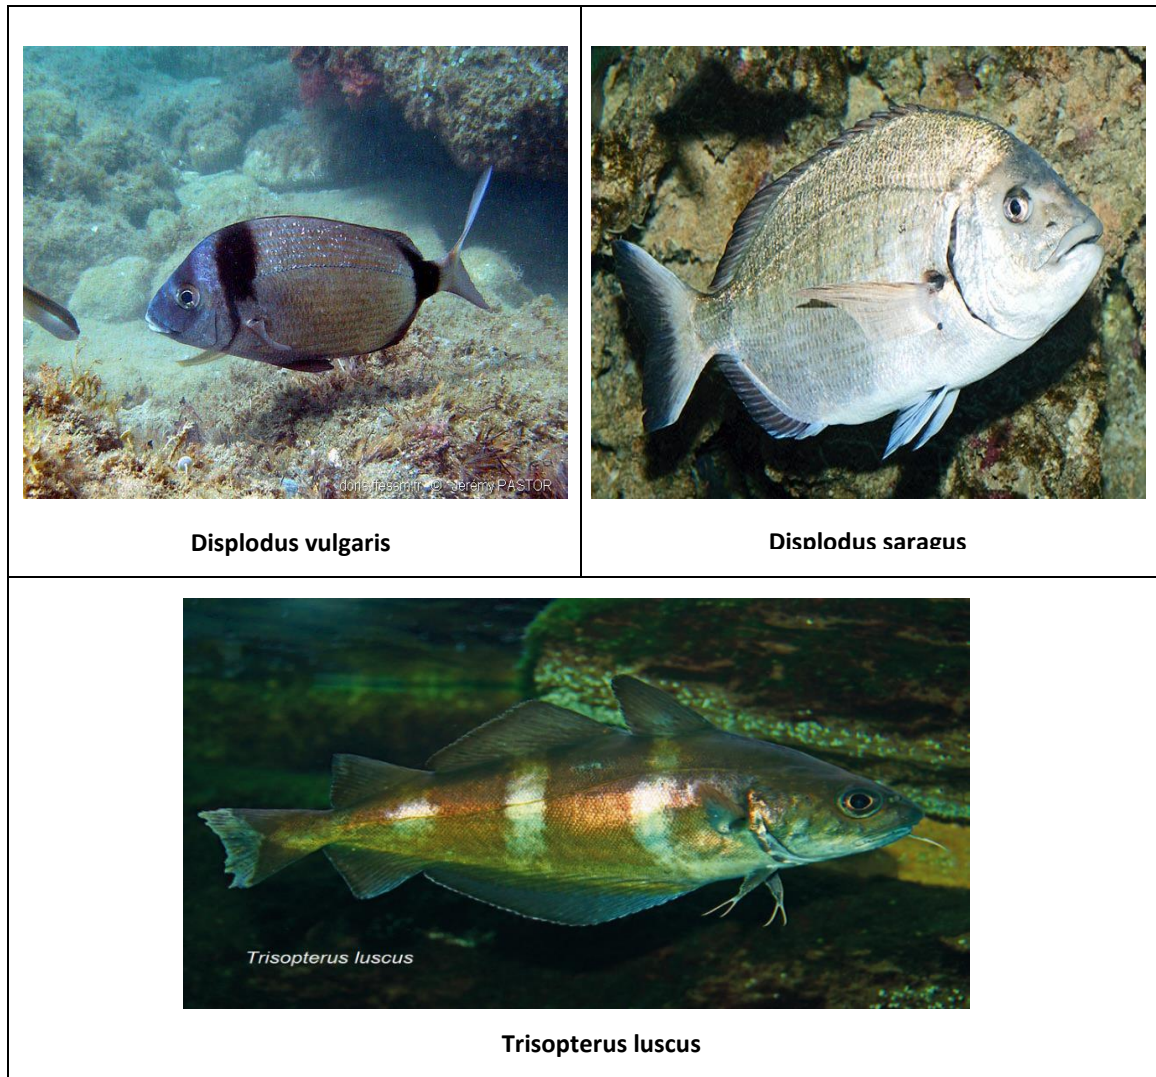 doris.ffessm.fr © Jérémy PASTOR
Displodus vulgaris
Displodus saragus
Trisopterus luscus
Trisopterus luscus